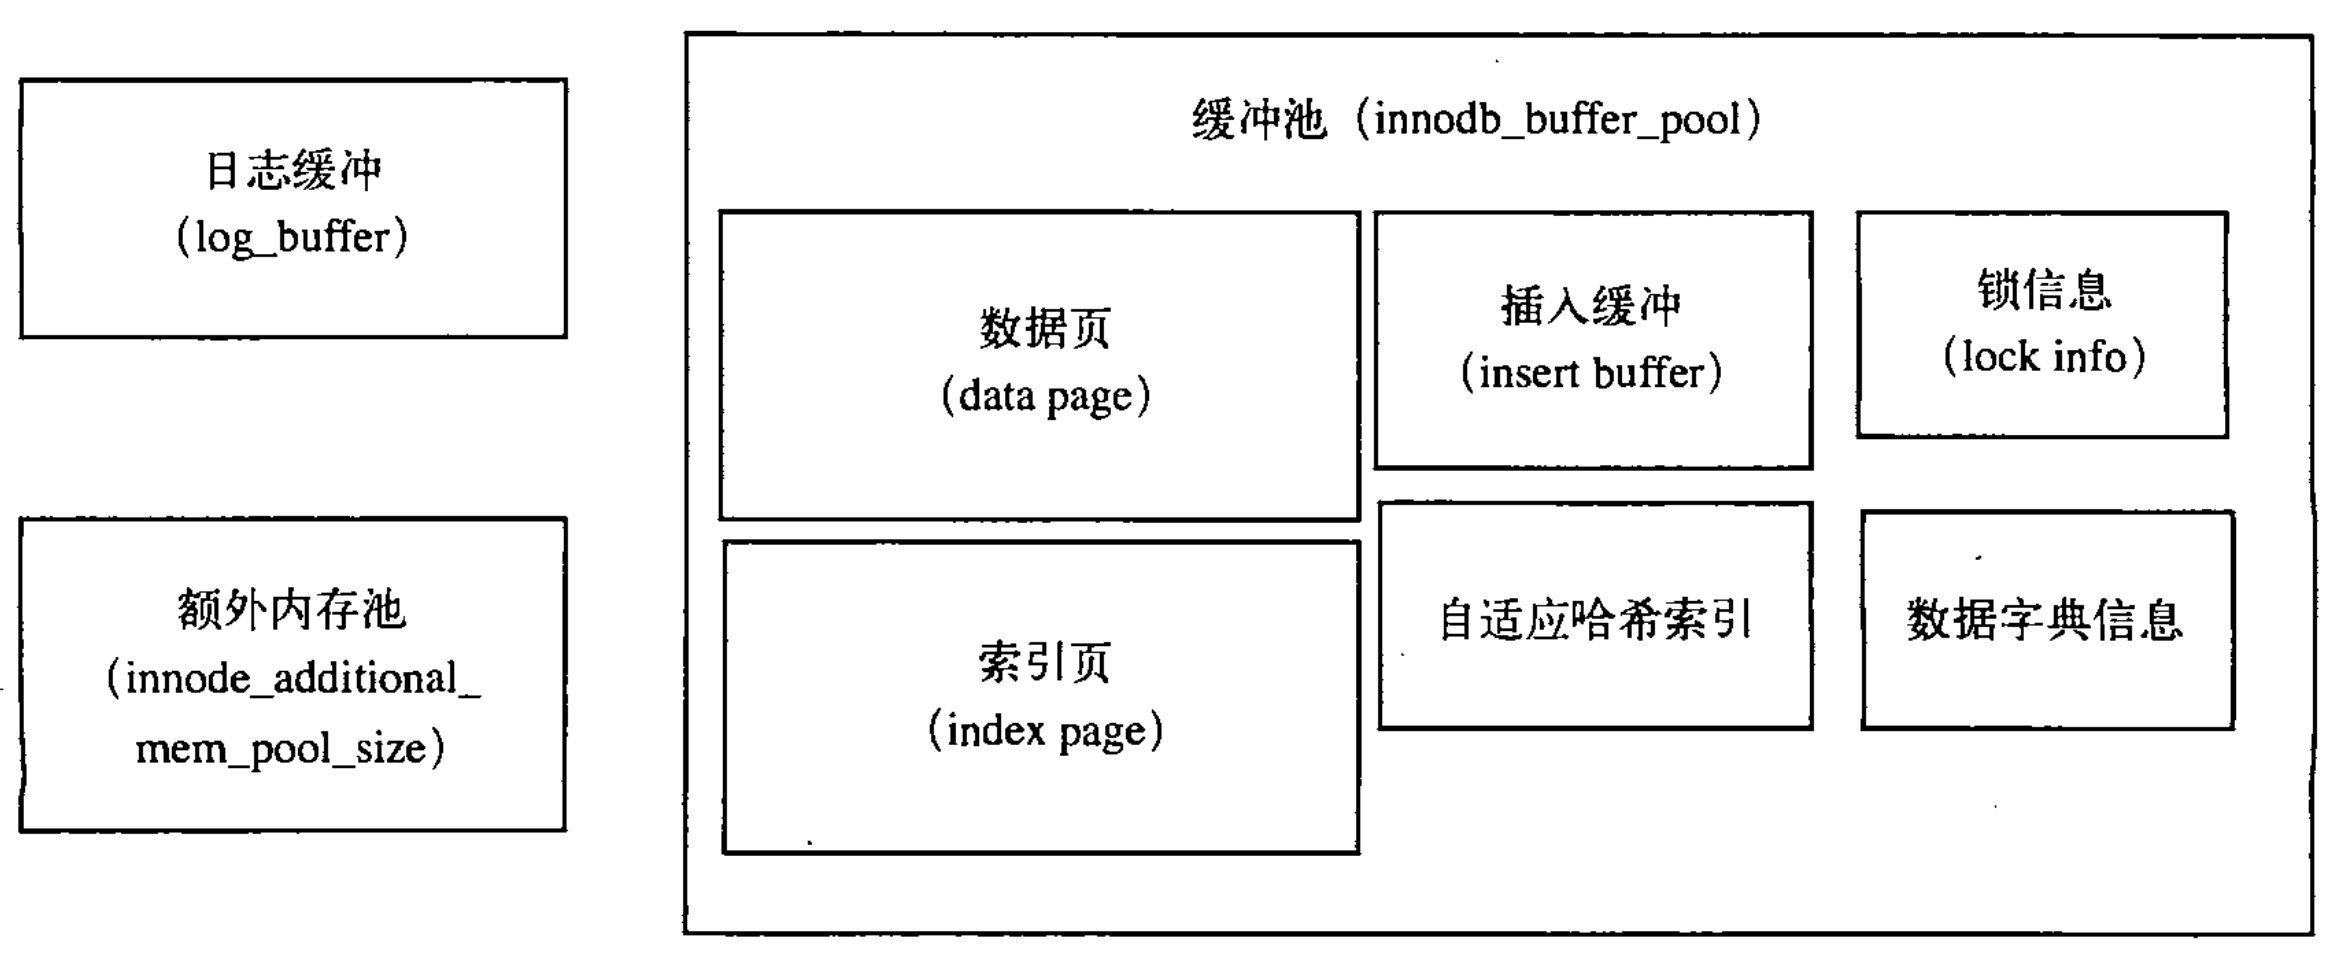 日志缓冲
（log_buffer）
额外内存池
（innode_additional_
mem_pool_size）
缓冲池（innodb_buffer_pool）
数据页
（data page）
插入缓冲
（insert buffer）
锁信息
（lock info）
索引页
（index page）
自适应哈希索引
数据字典信息